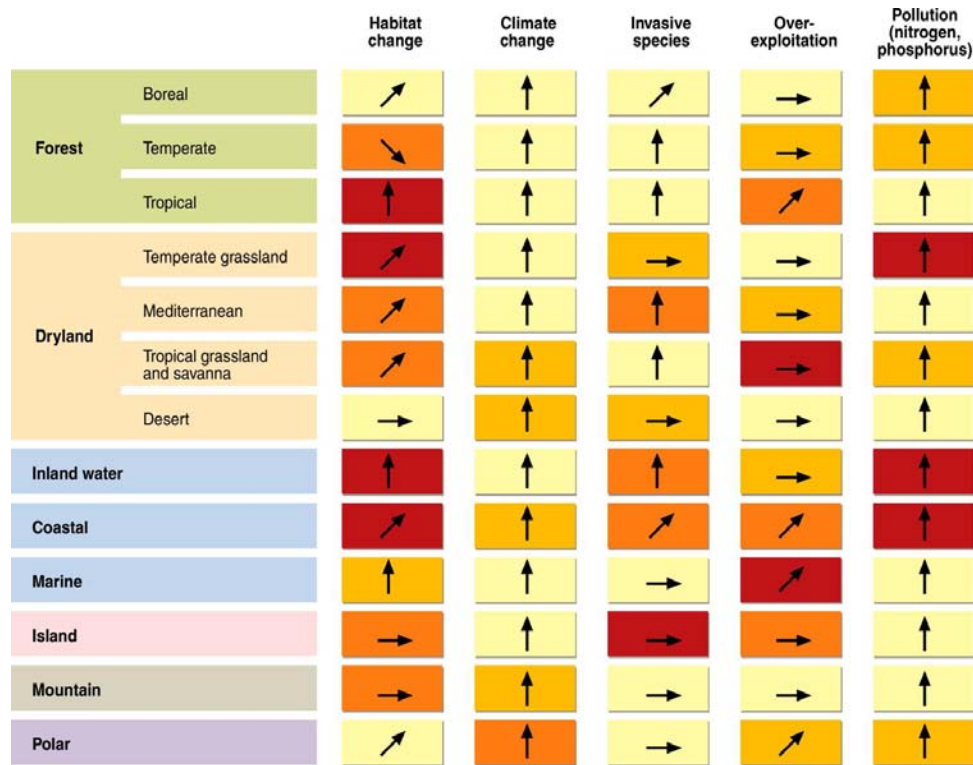 Habitat
change
Climate
change
Invasive
species
Over-
exploitation
Pollution
(nitrogen,
phosphorus)
Forest
Boreal
Temperate
Tropical
Dryland
Temperate grassland
Mediterranean
Tropical grassland
and savanna
Desert
Inland water
Coastal
Marine
Island
Mountain
Polar